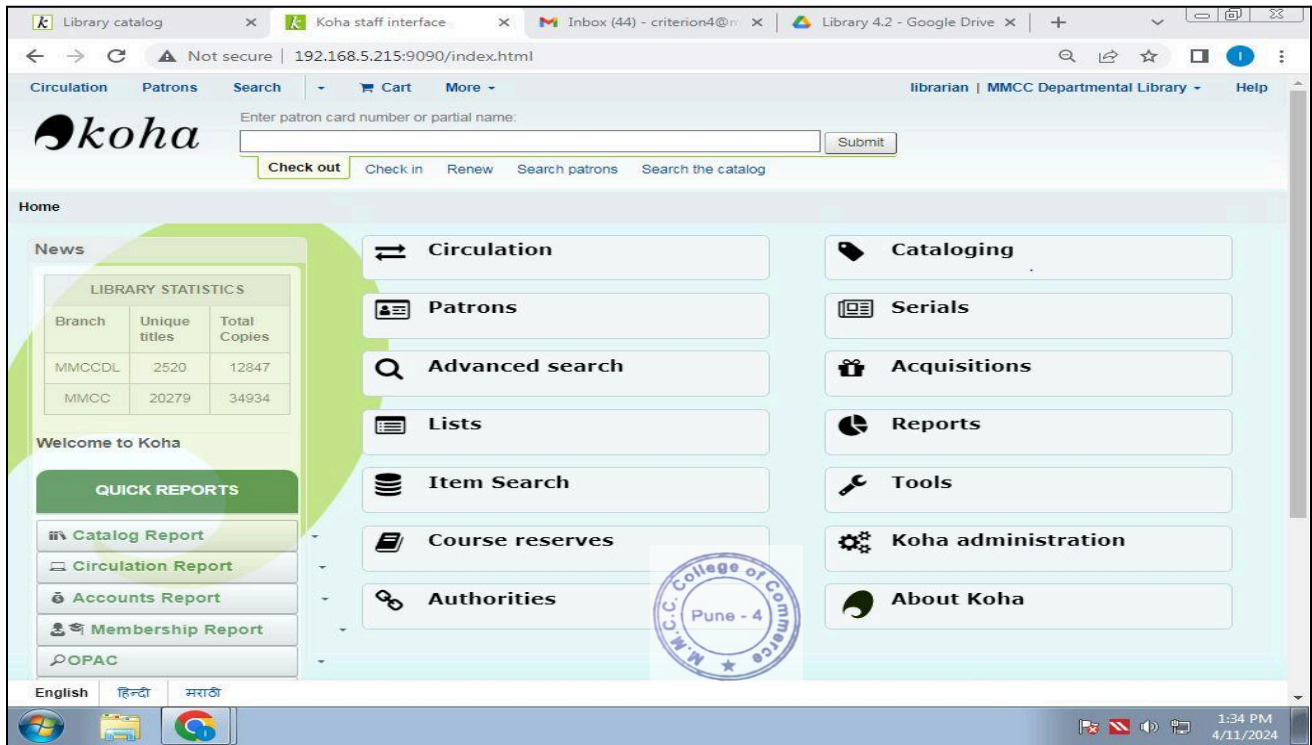 Library catalog
Koha staff interface
Inbox (44) - criterion4@m
Library 4.2 - Google Drive
Not secure | 192.168.5.215:9090/index.html
Circulation Patrons Search Cart More librarian | MMCC Departmental Library Help
koha
Enter patron card number or partial name:
Submit
Check out Check in Renew Search patrons Search the catalog
Home
News
LIBRARY STATISTICS
Branch Unique titles Total Copies
MMCCDL 2520 12847
MMCC 20279 34934
Welcome to Koha
QUICK REPORTS
Catalog Report
Circulation Report
Accounts Report
Membership Report
OPAC
Circulation
Patrons
Advanced search
Lists
Item Search
Course reserves
Authorities
Cataloging
Serials
Acquisitions
Reports
Tools
Koha administration
About Koha
M.M.C.C. College of Commerce
Pune - 4
English हिन्दी मराठी
1:34 PM
4/11/2024